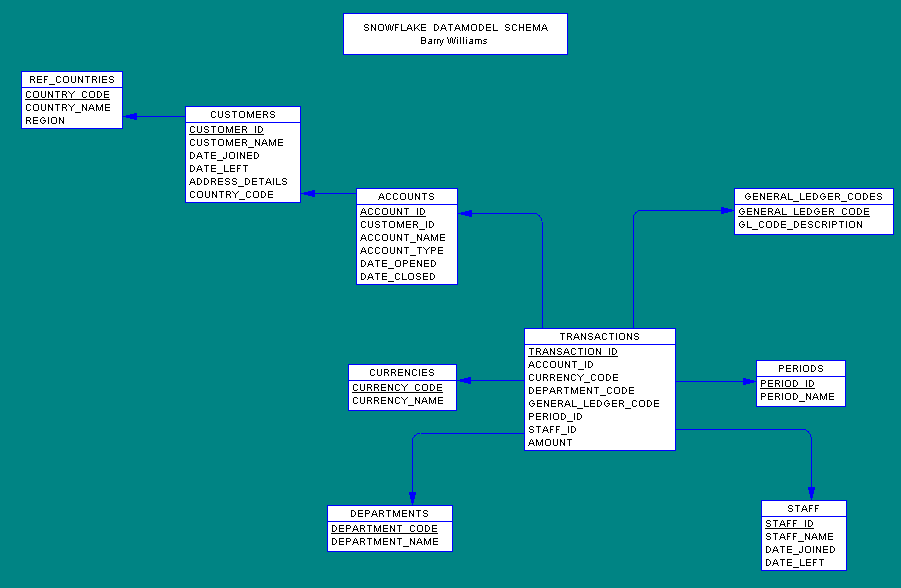 SNOWFLAKE DATAMODEL SCHEMA
Barry Williams
REF_COUNTRIES
COUNTRY_CODE
COUNTRY_NAME
REGION
CUSTOMERS
CUSTOMER_ID
CUSTOMER_NAME
DATE_JOINED
DATE_LEFT
ADDRESS_DETAILS
COUNTRY_CODE
ACCOUNTS
ACCOUNT_ID
CUSTOMER_ID
ACCOUNT_NAME
ACCOUNT_TYPE
DATE_OPENED
DATE_CLOSED
GENERAL_LEDGER_CODES
GENERAL_LEDGER_CODE
GL_CODE_DESCRIPTION
TRANSACTIONS
TRANSACTION_ID
ACCOUNT_ID
CURRENCY_CODE
DEPARTMENT_CODE
GENERAL_LEDGER_CODE
PERIOD_ID
STAFF_ID
AMOUNT
CURRENCIES
CURRENCY_CODE
CURRENCY_NAME
PERIODS
PERIOD_ID
PERIOD_NAME
DEPARTMENTS
DEPARTMENT_CODE
DEPARTMENT_NAME
STAFF
STAFF_ID
STAFF_NAME
DATE_JOINED
DATE_LEFT